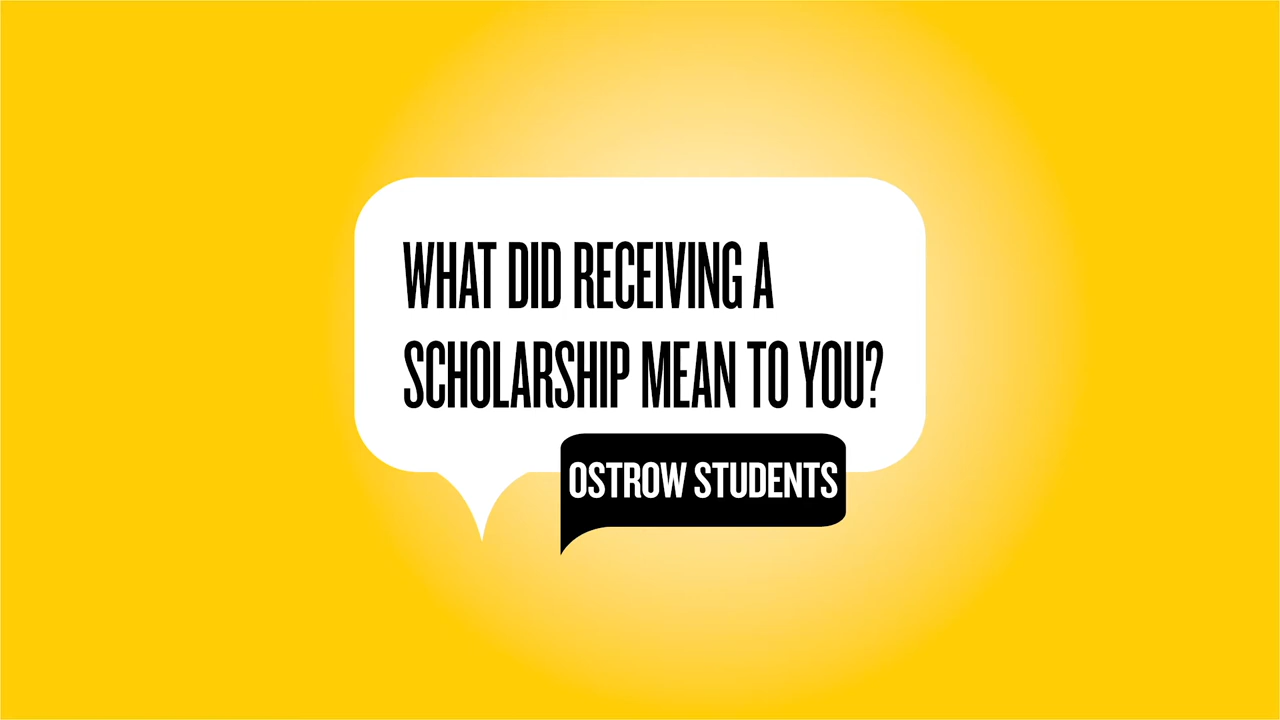 WHAT DID RECEIVING A
SCHOLARSHIP MEAN TO YOU?
OSTROW STUDENTS